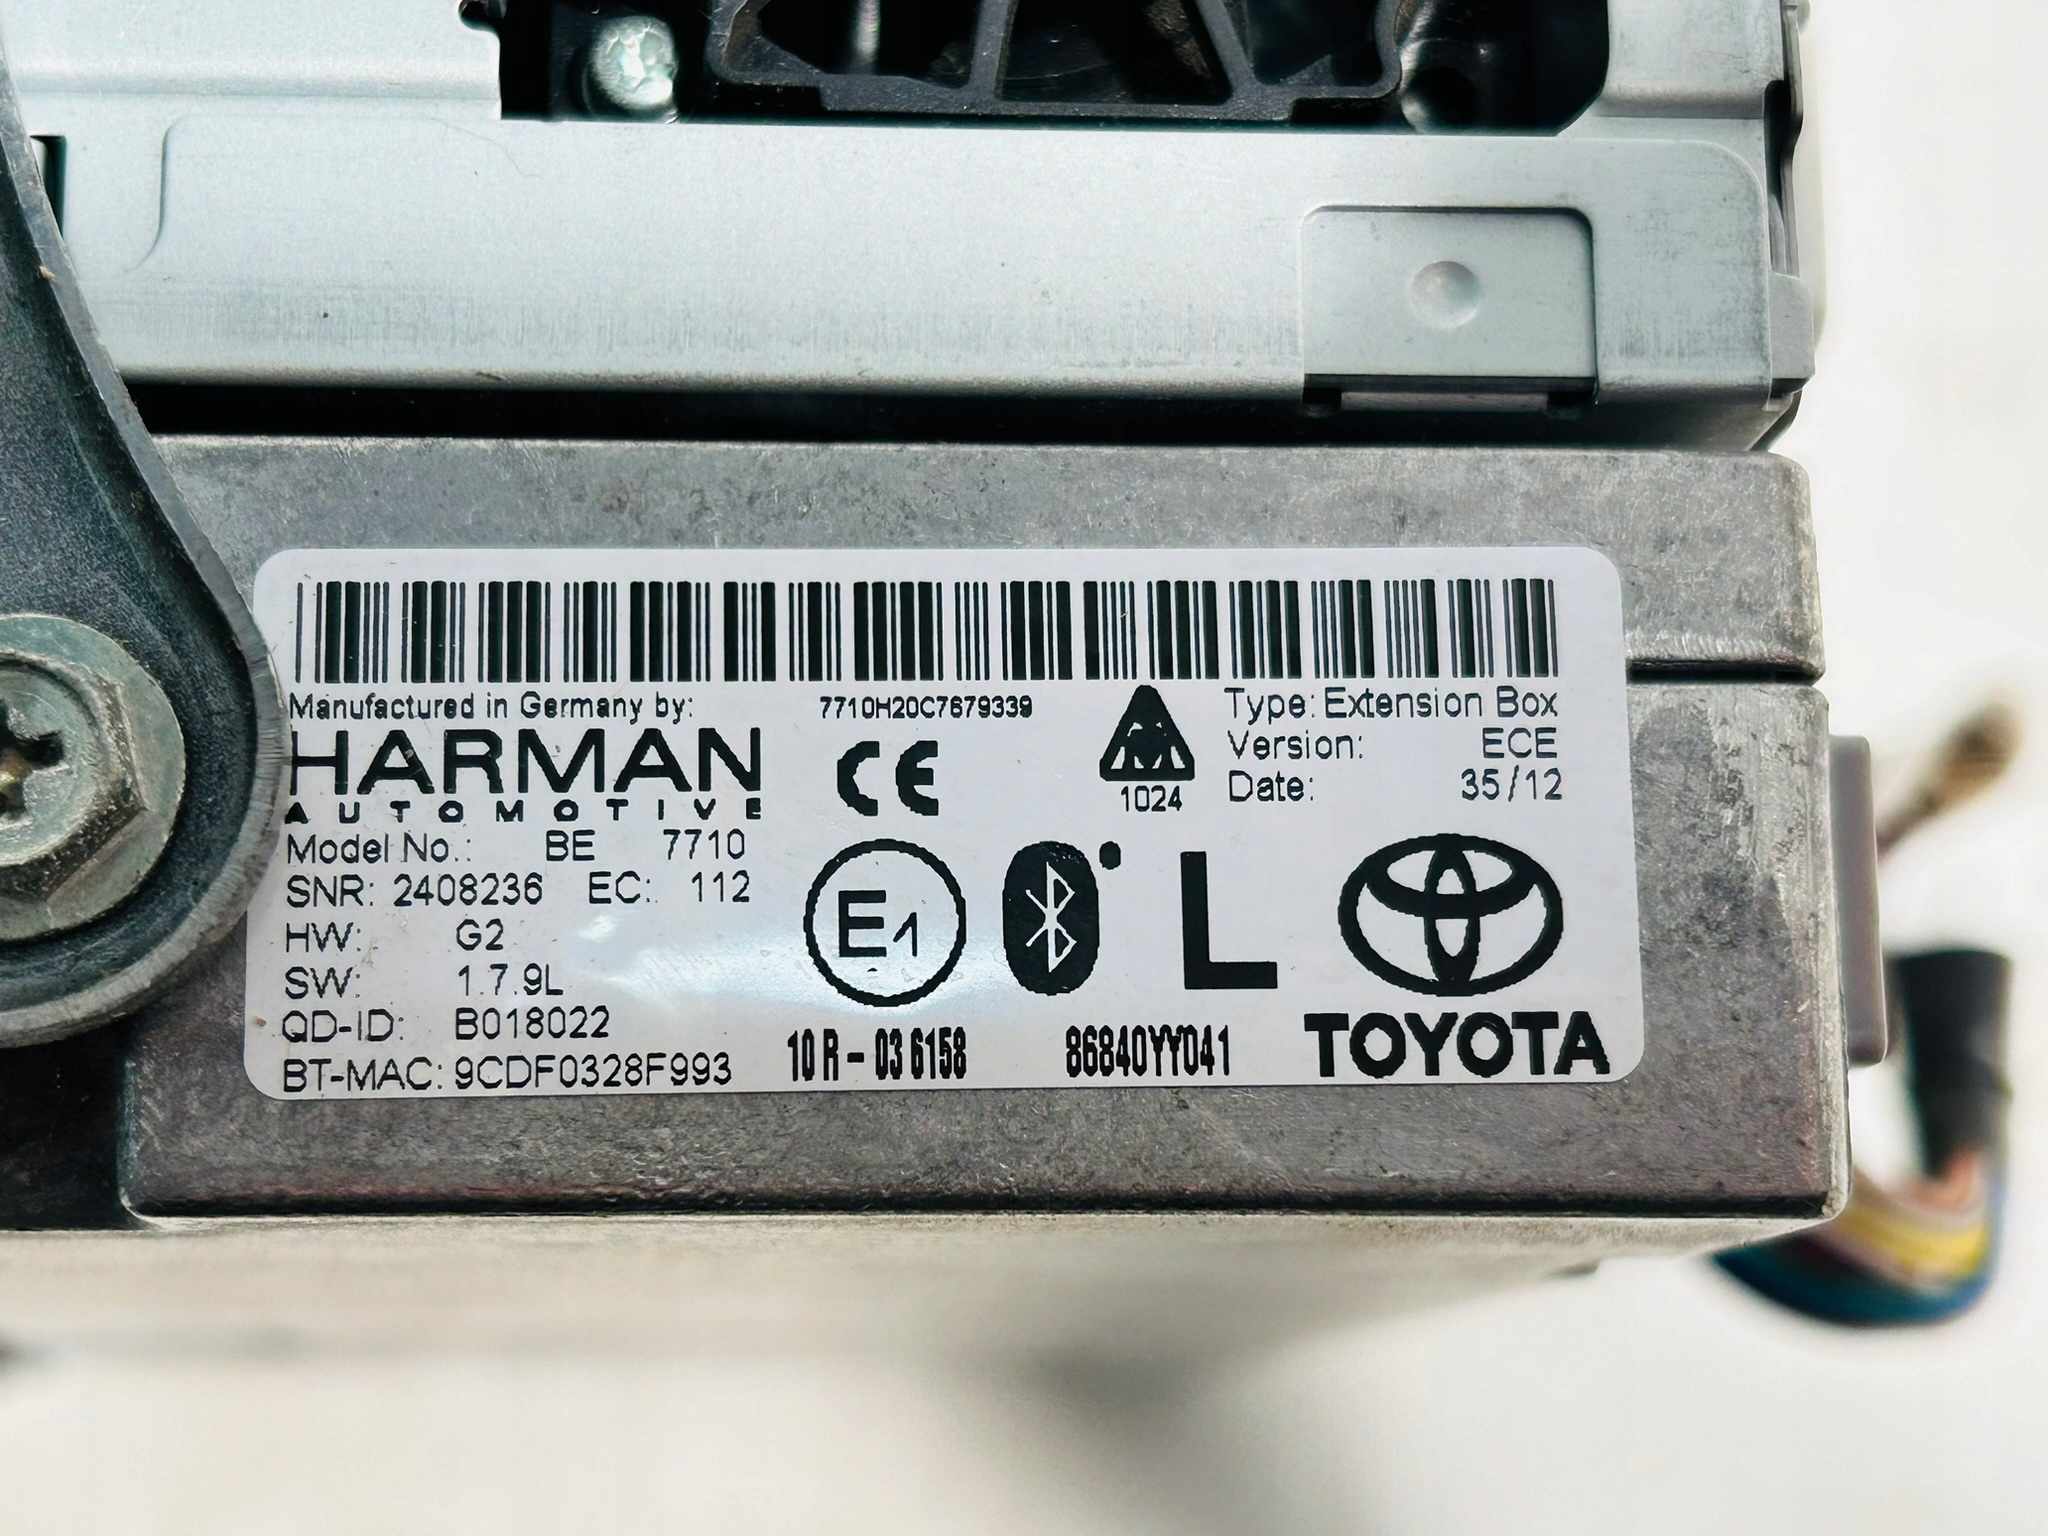 Manufactured in Germany by:
7710H20C7679339
HARMAN
AUTOMOTIVE
CE
1024
Type: Extension Box
Version: ECE
Date: 35/12
Model No.: BE 7710
SNR: 2408236 EC: 112
HW: G2
SW: 1.7.9L
QD-ID: B018022
BT-MAC: 9CDF0328F993
E1
L
10 R - 03 6158
86840YY041
TOYOTA